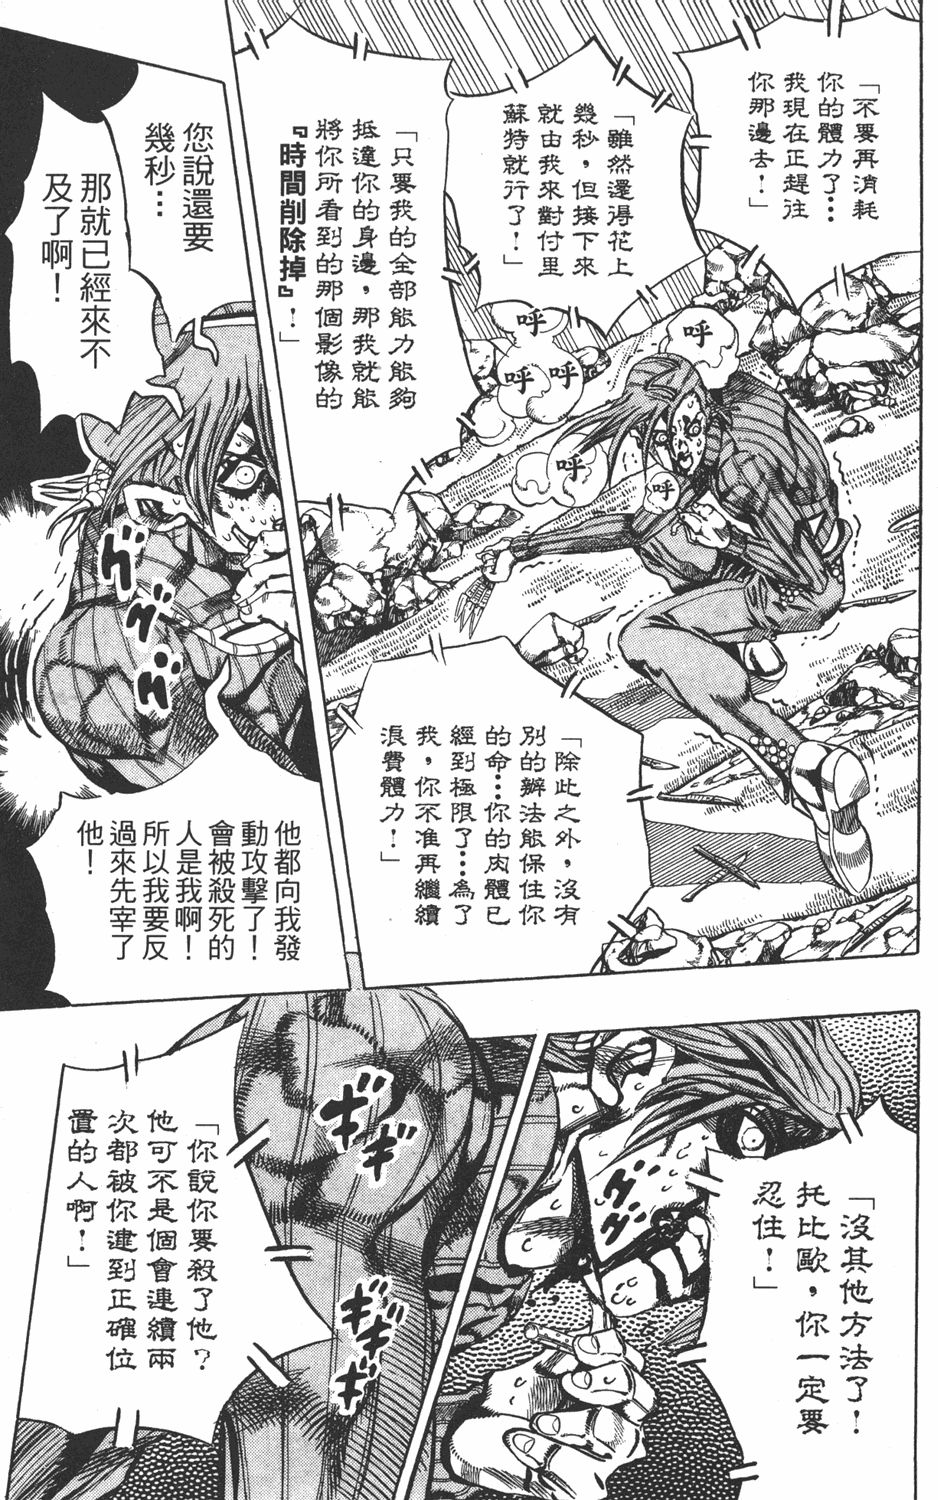 「不要再消耗
你的體力了…
我現在正趕往
你那邊去！」
「雖然還得花上
幾秒，但接下來
就由我來對付里
蘇特就行了！」
呼
呼
呼
呼
呼
呼
「只要我的全部能力能夠
抵達你的身邊，那我就能
將你所看到的那個影像的
『時間削除掉』！」
「除此之外，沒有
別的辦法能保住你
的命…你的肉體已
經到極限了…為了
我，你不准再繼續
浪費體力！」
您說還要
幾秒…
那就已經來不
及了啊！
グググ
ググ
他都向我發
動攻擊了！
會被殺死的
人是我啊！
所以我要反
過來先宰了
他！
「沒其他方法了！
托比歐，你一定要
忍住！」
ググ
「你說你要殺了他？
他可不是個會連續兩
次都被你逮到正確位
置的人啊！」
ギギギ
ギギギ